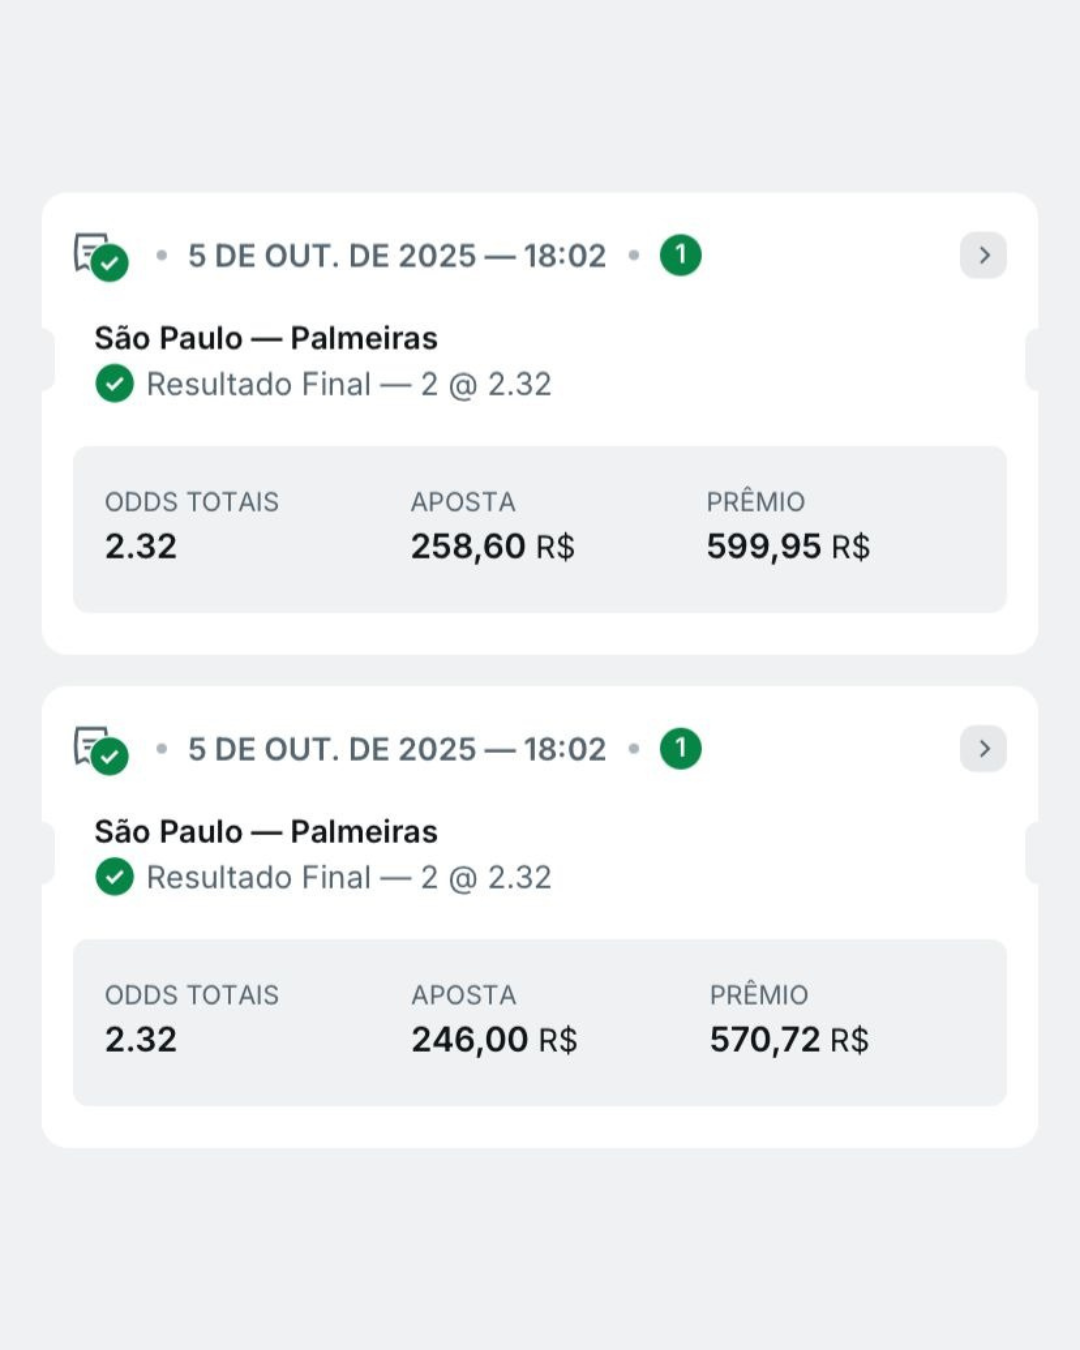 5 DE OUT. DE 2025 — 18:02 • 1
São Paulo — Palmeiras
Resultado Final — 2 @ 2.32
ODDS TOTAIS APOSTA PRÊMIO
2.32 258,60 R$ 599,95 R$
5 DE OUT. DE 2025 — 18:02 • 1
São Paulo — Palmeiras
Resultado Final — 2 @ 2.32
ODDS TOTAIS APOSTA PRÊMIO
2.32 246,00 R$ 570,72 R$